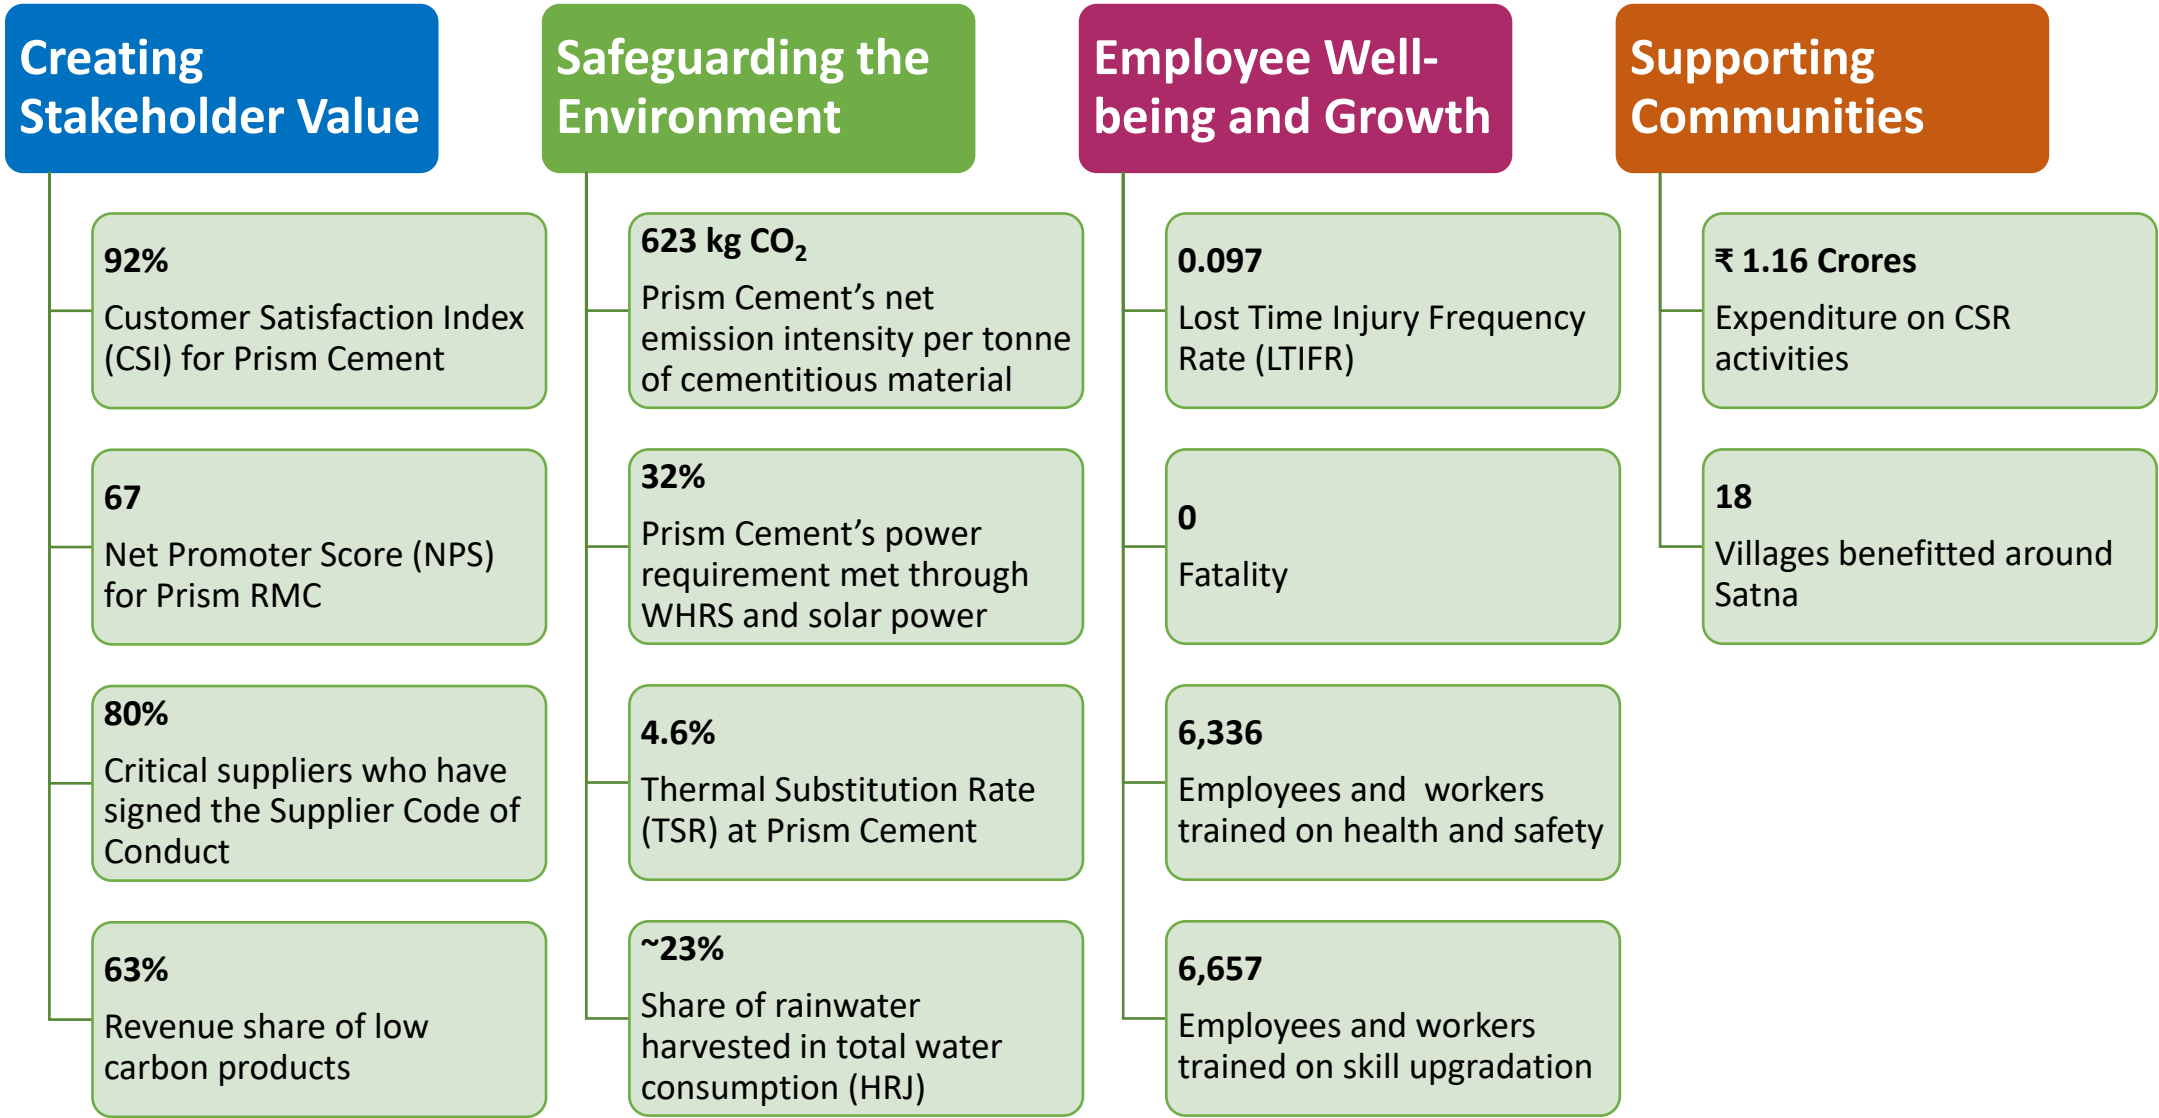 Creating
Stakeholder Value
92%
Customer Satisfaction Index
(CSI) for Prism Cement
67
Net Promoter Score (NPS)
for Prism RMC
80%
Critical suppliers who have
signed the Supplier Code of
Conduct
63%
Revenue share of low
carbon products
Safeguarding the
Environment
623 kg CO₂
Prism Cement’s net
emission intensity per tonne
of cementitious material
32%
Prism Cement’s power
requirement met through
WHRS and solar power
4.6%
Thermal Substitution Rate
(TSR) at Prism Cement
~23%
Share of rainwater
harvested in total water
consumption (HRJ)
Employee Well-
being and Growth
0.097
Lost Time Injury Frequency
Rate (LTIFR)
0
Fatality
6,336
Employees and  workers
trained on health and safety
6,657
Employees and workers
trained on skill upgradation
Supporting
Communities
₹ 1.16 Crores
Expenditure on CSR
activities
18
Villages benefitted around
Satna